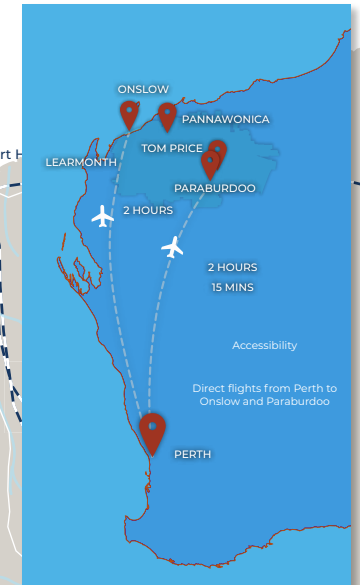 ONSLOW
PANNAWONICA
rt H
TOM PRICE
LEARMONTH
PARABURDOO
2 HOURS
2 HOURS
15 MINS
Accessibility
Direct flights from Perth to
Onslow and Paraburdoo
PERTH